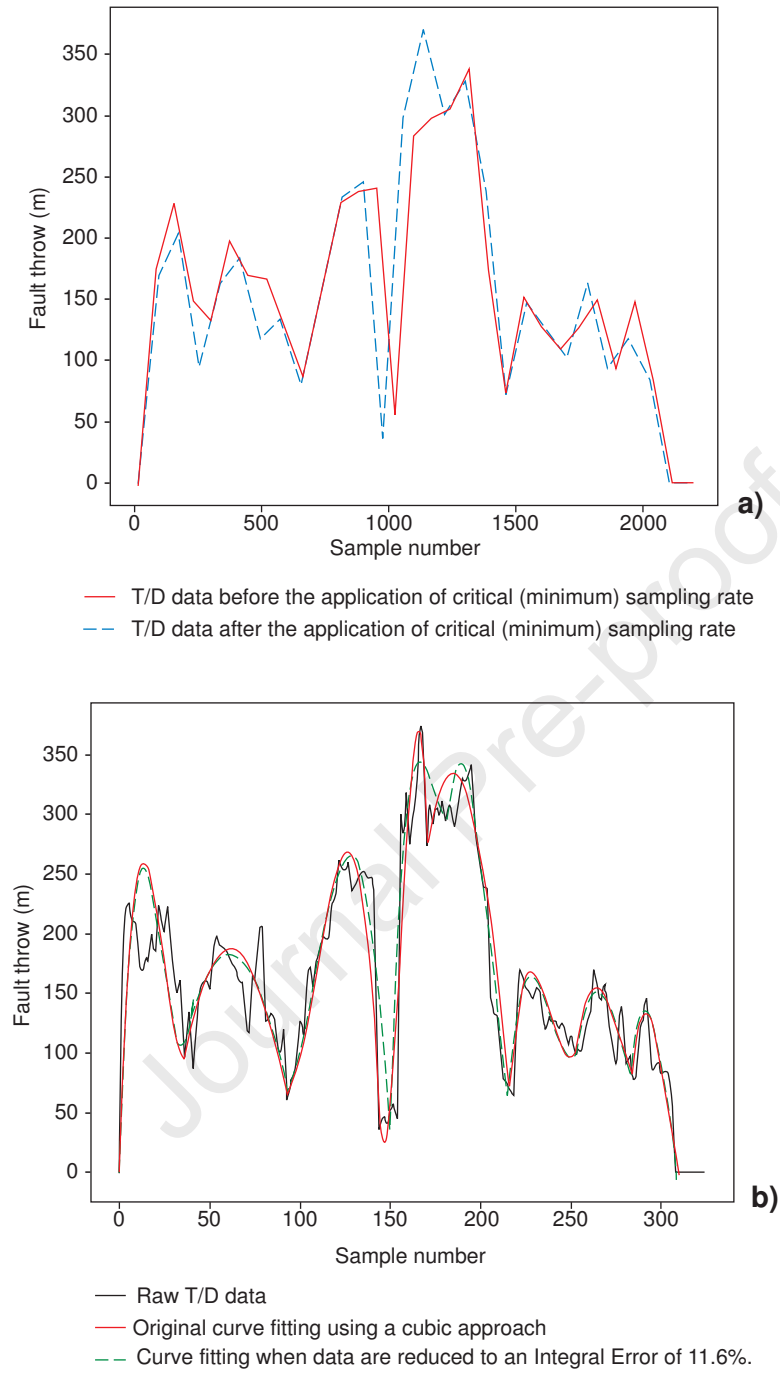 350
300
250
200
150
100
50
0
Fault throw (m)
0 500 1000 1500 2000
Sample number
a)
T/D data before the application of critical (minimum) sampling rate
T/D data after the application of critical (minimum) sampling rate
Journal Pre-proof
350
300
250
200
150
100
50
0
Fault throw (m)
0 50 100 150 200 250 300
Sample number
b)
Raw T/D data
Original curve fitting using a cubic approach
Curve fitting when data are reduced to an Integral Error of 11.6%.